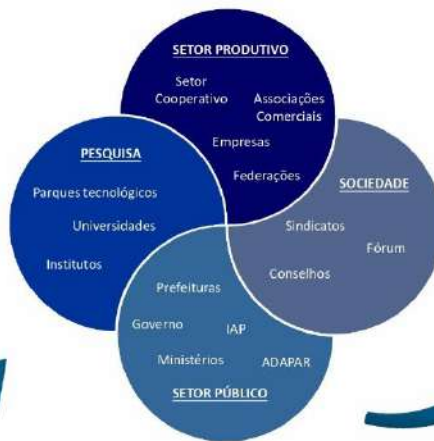 SETOR PRODUTIVO
Setor
Cooperativo
Associações
Comerciais
Empresas
Federações
PESQUISA
Parques tecnológicos
Universidades
Institutos
SOCIEDADE
Sindicatos
Fórum
Conselhos
Prefeituras
Governo
IAP
Ministérios
ADAPAR
SETOR PÚBLICO